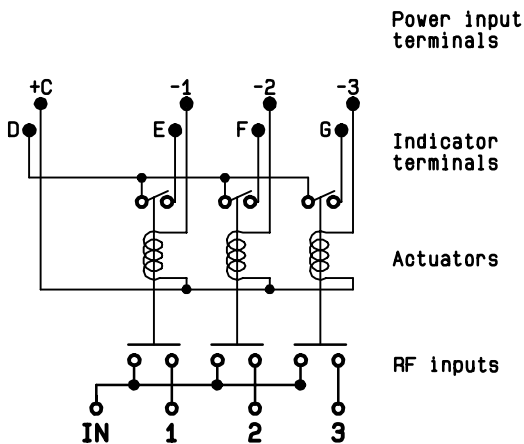 Power input
terminals
+C -1 -2 -3
D E F G
Indicator
terminals
Actuators
RF inputs
IN 1 2 3